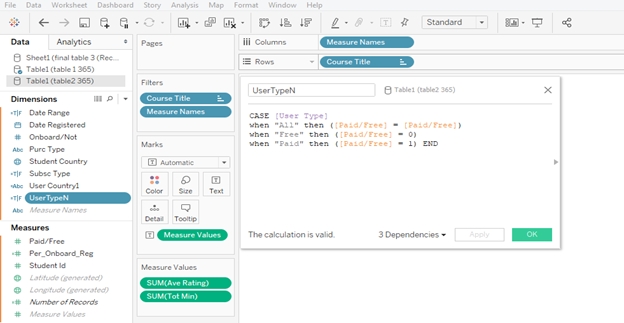 File Data Worksheet Dashboard Story Analysis Map Format Server Window Help
Standard
Data Analytics
Sheet1 (final table 3 (Rec...
Table1 (table 1 365)
Table1 (table2 365)
Dimensions
=T|F Date Range
Date Registered
# Onboard/Not
Abc Purc Type
Student Country
=T|F Subsc Type
=Abc User Country1
=T|F UserTypeN
Abc Measure Names
Measures
# Paid/Free
=# Per_Onboard_Reg
# Student Id
Latitude (generated)
Longitude (generated)
=# Number of Records
# Measure Values
Pages
Filters
Course Title
Measure Names
Marks
Automatic
Color Size Text
Detail Tooltip
Measure Values
Measure Values
SUM(Ave Rating)
SUM(Tot Min)
Columns Measure Names
Rows Course Title
UserTypeN Table1 (table2 365)
CASE [User Type]
when "All" then ([Paid/Free] = [Paid/Free])
when "Free" then ([Paid/Free] = 0)
when "Paid" then ([Paid/Free] = 1) END
The calculation is valid. 3 Dependencies Apply OK